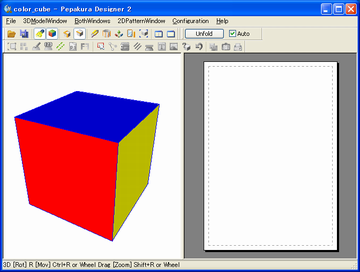 color_cube - Pepakura Designer 2
File 3DModelWindow BothWindows 2DPatternWindow Configuration Help
Unfold Auto
3D [Rot] R [Mov] Ctrl+R or Wheel Drag [Zoom] Shift+R or Wheel